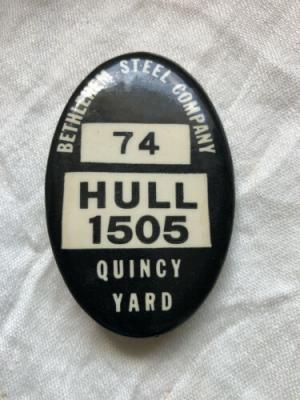 BETHLEHEM STEEL COMPANY
74
HULL
1505
QUINCY
YARD